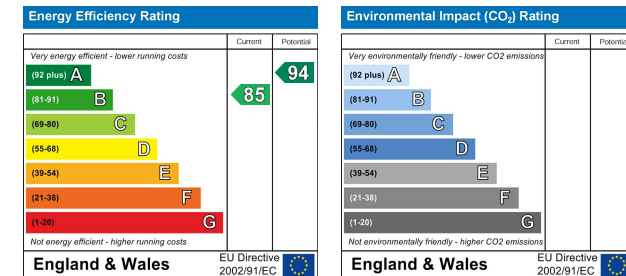 Energy Efficiency Rating
Current Potential
Very energy efficient - lower running costs
(92 plus) A
94
(81-91) B
85
(69-80) C
(55-68) D
(39-54) E
(21-38) F
(1-20) G
Not energy efficient - higher running costs
England & Wales
EU Directive
2002/91/EC
Environmental Impact (CO2) Rating
Current Potential
Very environmentally friendly - lower CO2 emissions
(92 plus) A
(81-91) B
(69-80) C
(55-68) D
(39-54) E
(21-38) F
(1-20) G
Not environmentally friendly - higher CO2 emissions
England & Wales
EU Directive
2002/91/EC